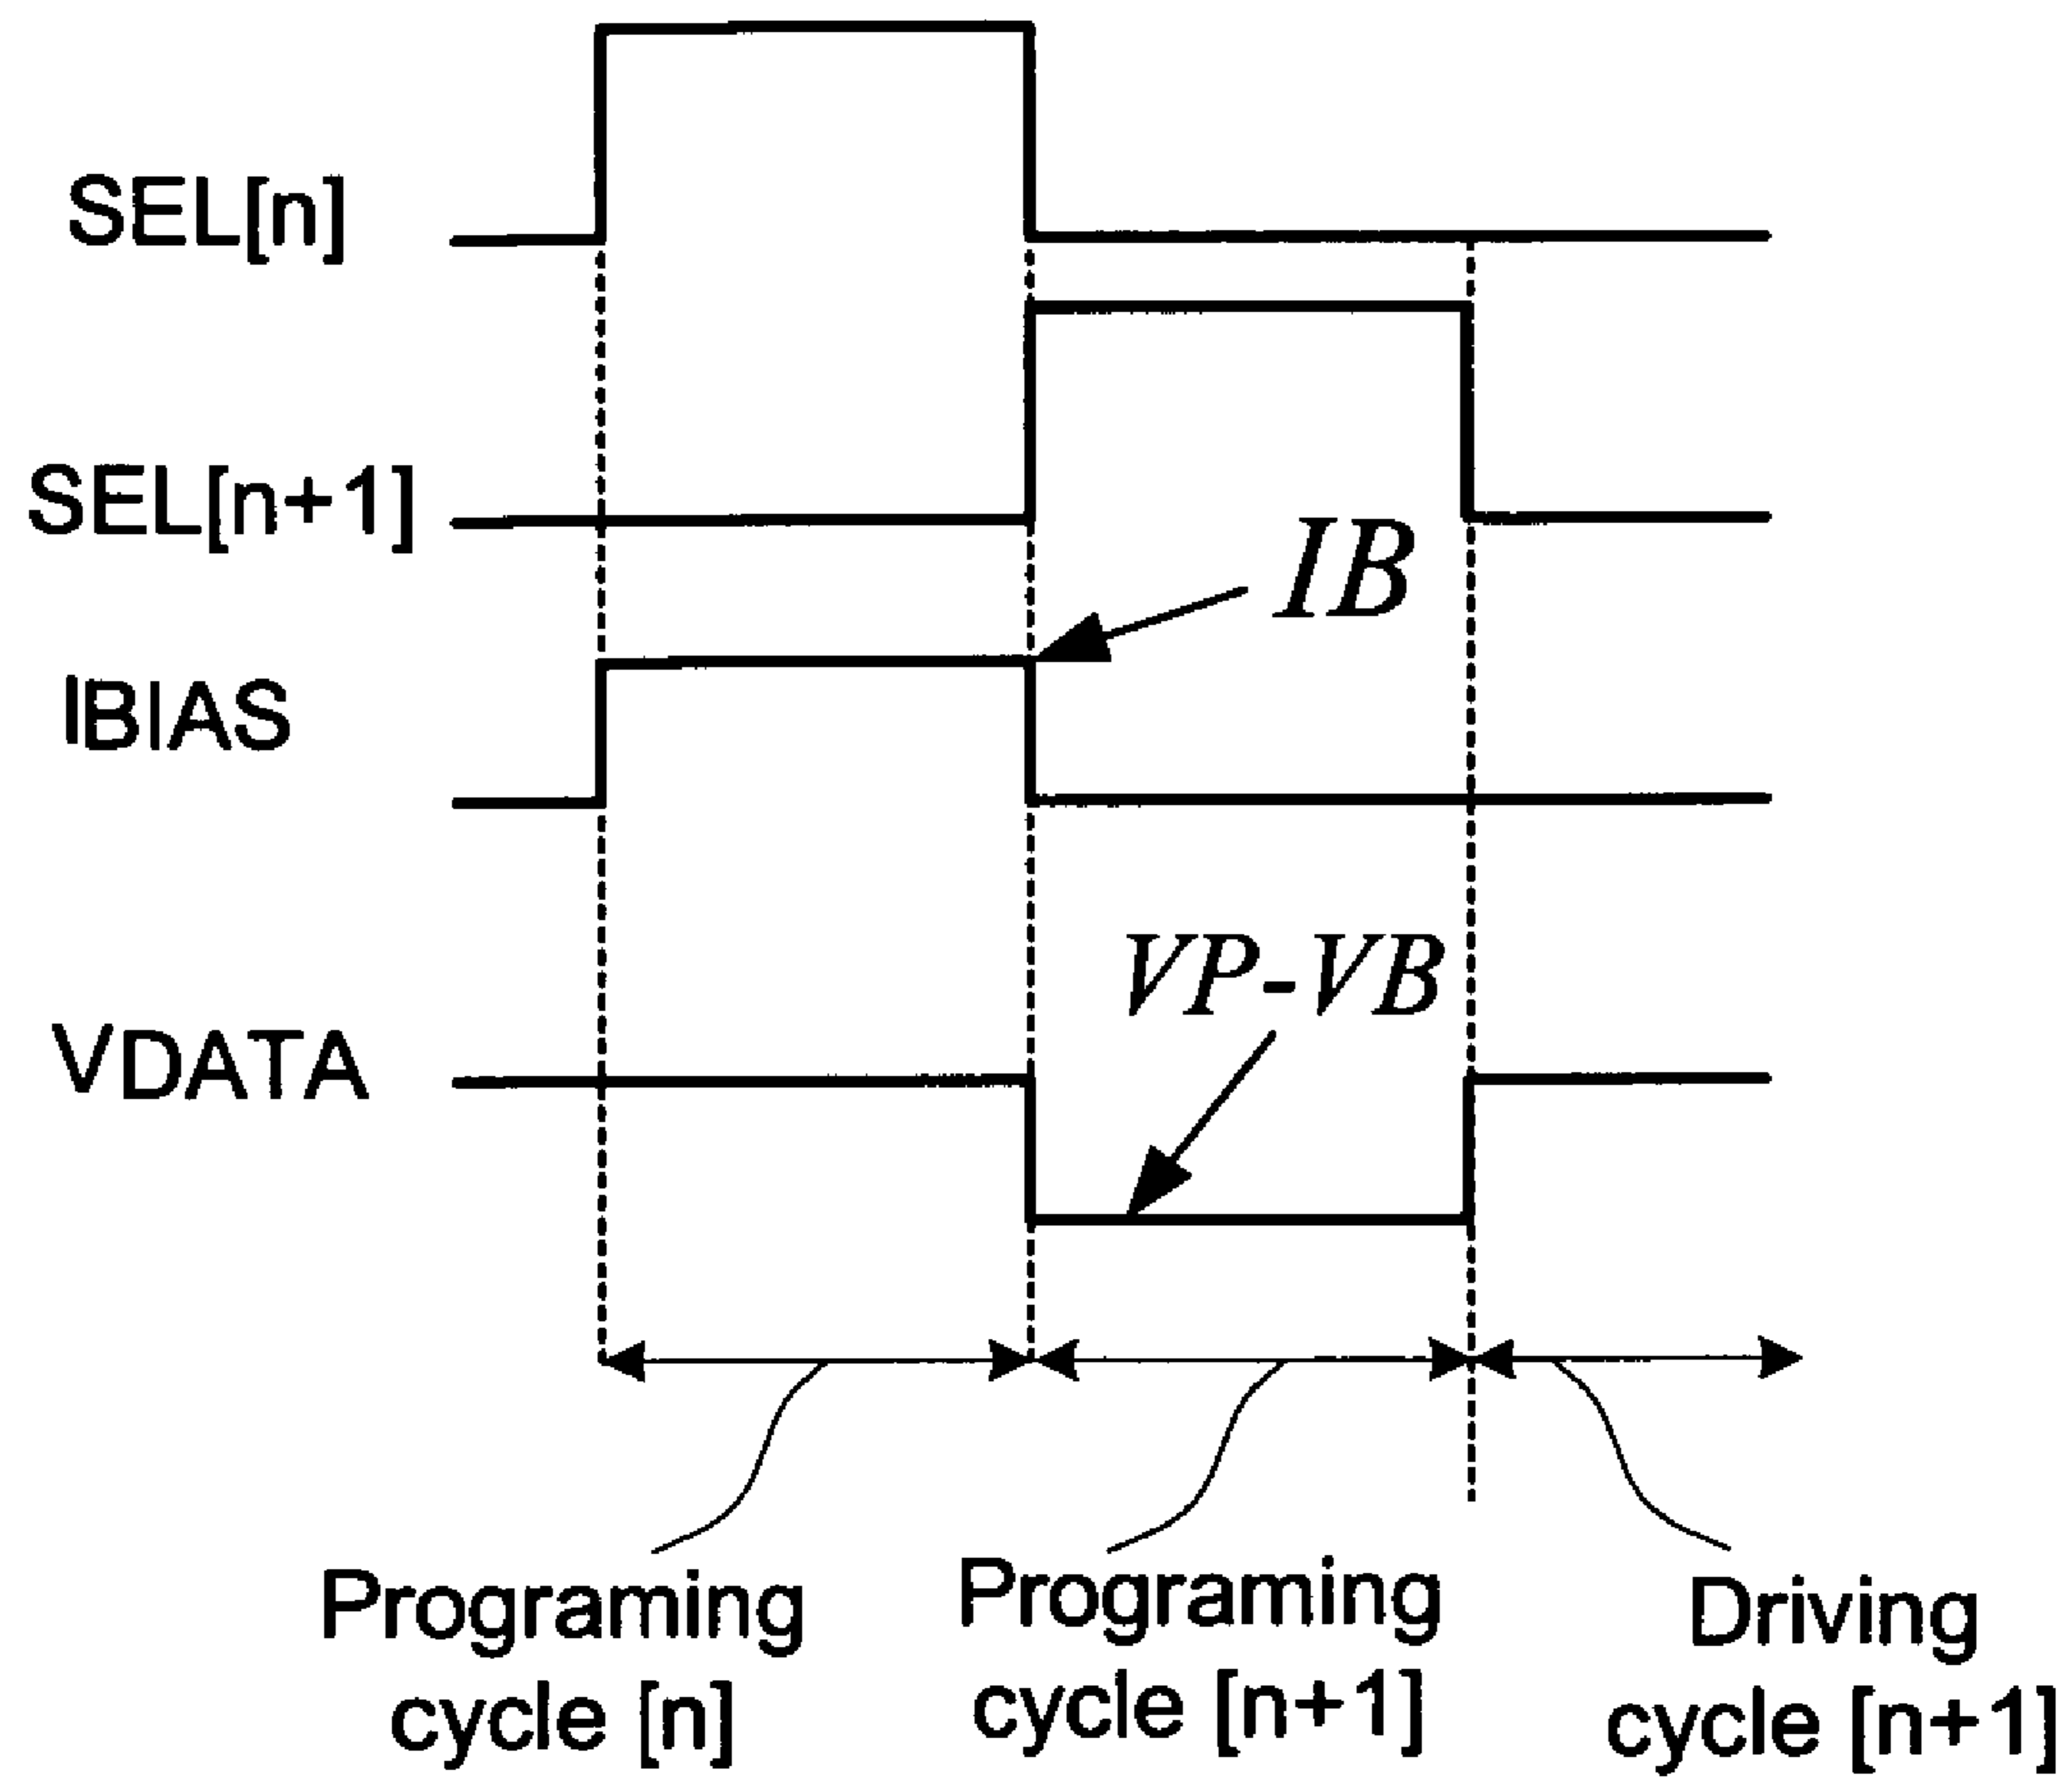 SEL[n]
SEL[n+1]
IB
IBIAS
VP-VB
VDATA
Programing
cycle [n]
Programing
cycle [n+1]
Driving
cycle [n+1]